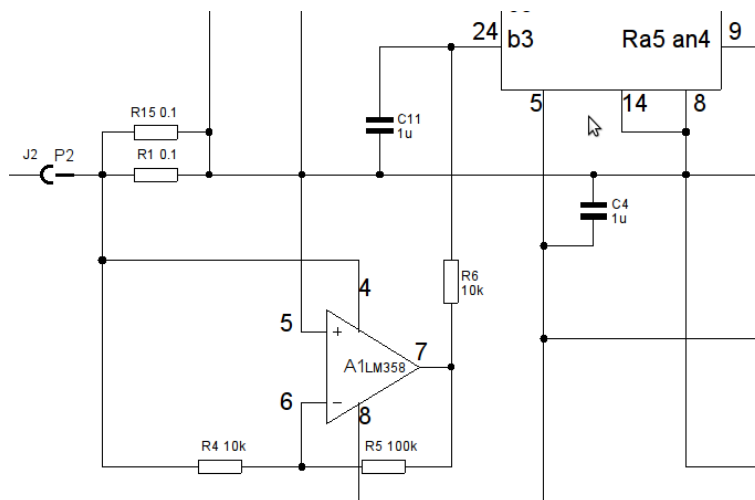 24
b3
Ra5 an4
9
5
14
8
R15 0.1
C11
1u
J2
P2
R1 0.1
C4
1u
R6
10k
4
5
+
7
A1LM358
6
−
8
R4 10k
R5 100k